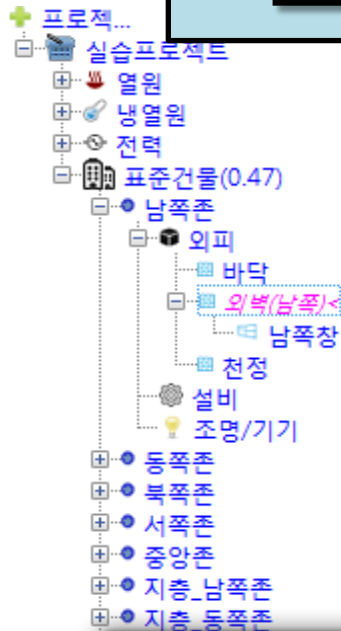 프로젝...
실습프로젝트
열원
냉열원
전력
표준건물(0.47)
남쪽존
외피
바닥
외벽(남쪽)<
남쪽창
천정
설비
조명/기기
동쪽존
북쪽존
서쪽존
중앙존
지층_남쪽존
지층_동쪽존